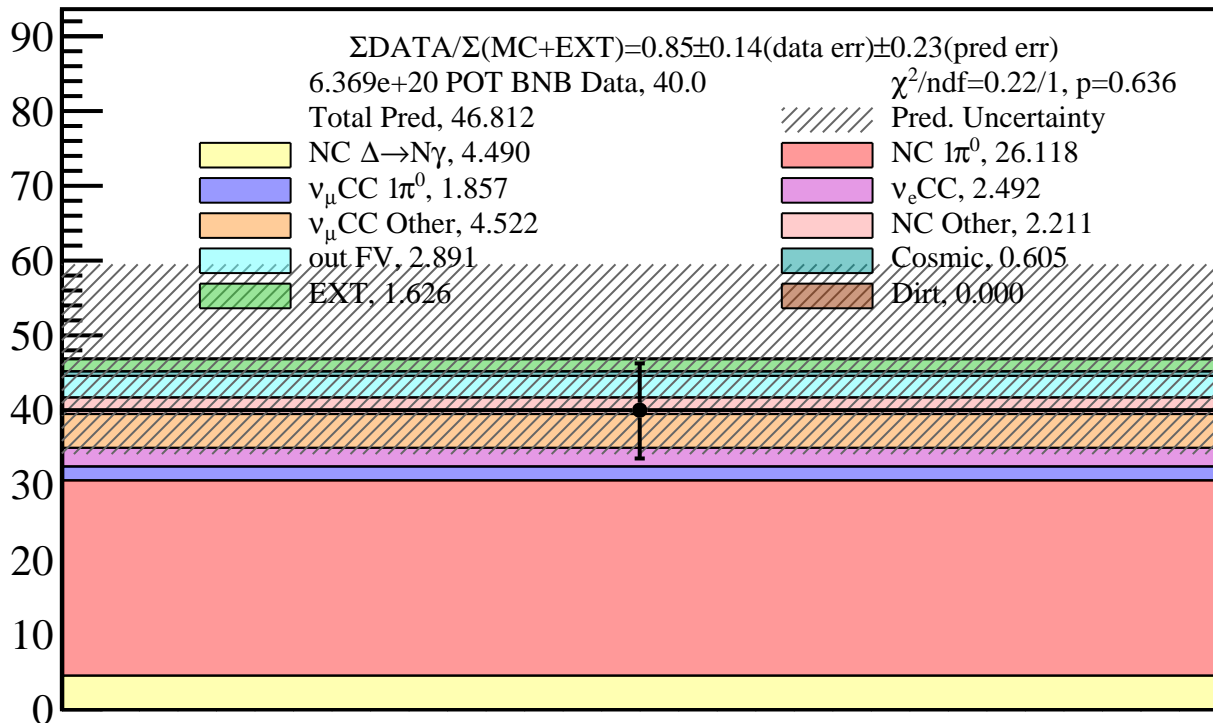 90
80
70
60
50
40
30
20
10
0
ΣDATA/Σ(MC+EXT)=0.85±0.14(data err)±0.23(pred err)
6.369e+20 POT BNB Data, 40.0
χ²/ndf=0.22/1, p=0.636
Total Pred, 46.812
Pred. Uncertainty
NC Δ→Nγ, 4.490
NC 1π⁰, 26.118
ν_μCC 1π⁰, 1.857
ν_eCC, 2.492
ν_μCC Other, 4.522
NC Other, 2.211
out FV, 2.891
Cosmic, 0.605
EXT, 1.626
Dirt, 0.000